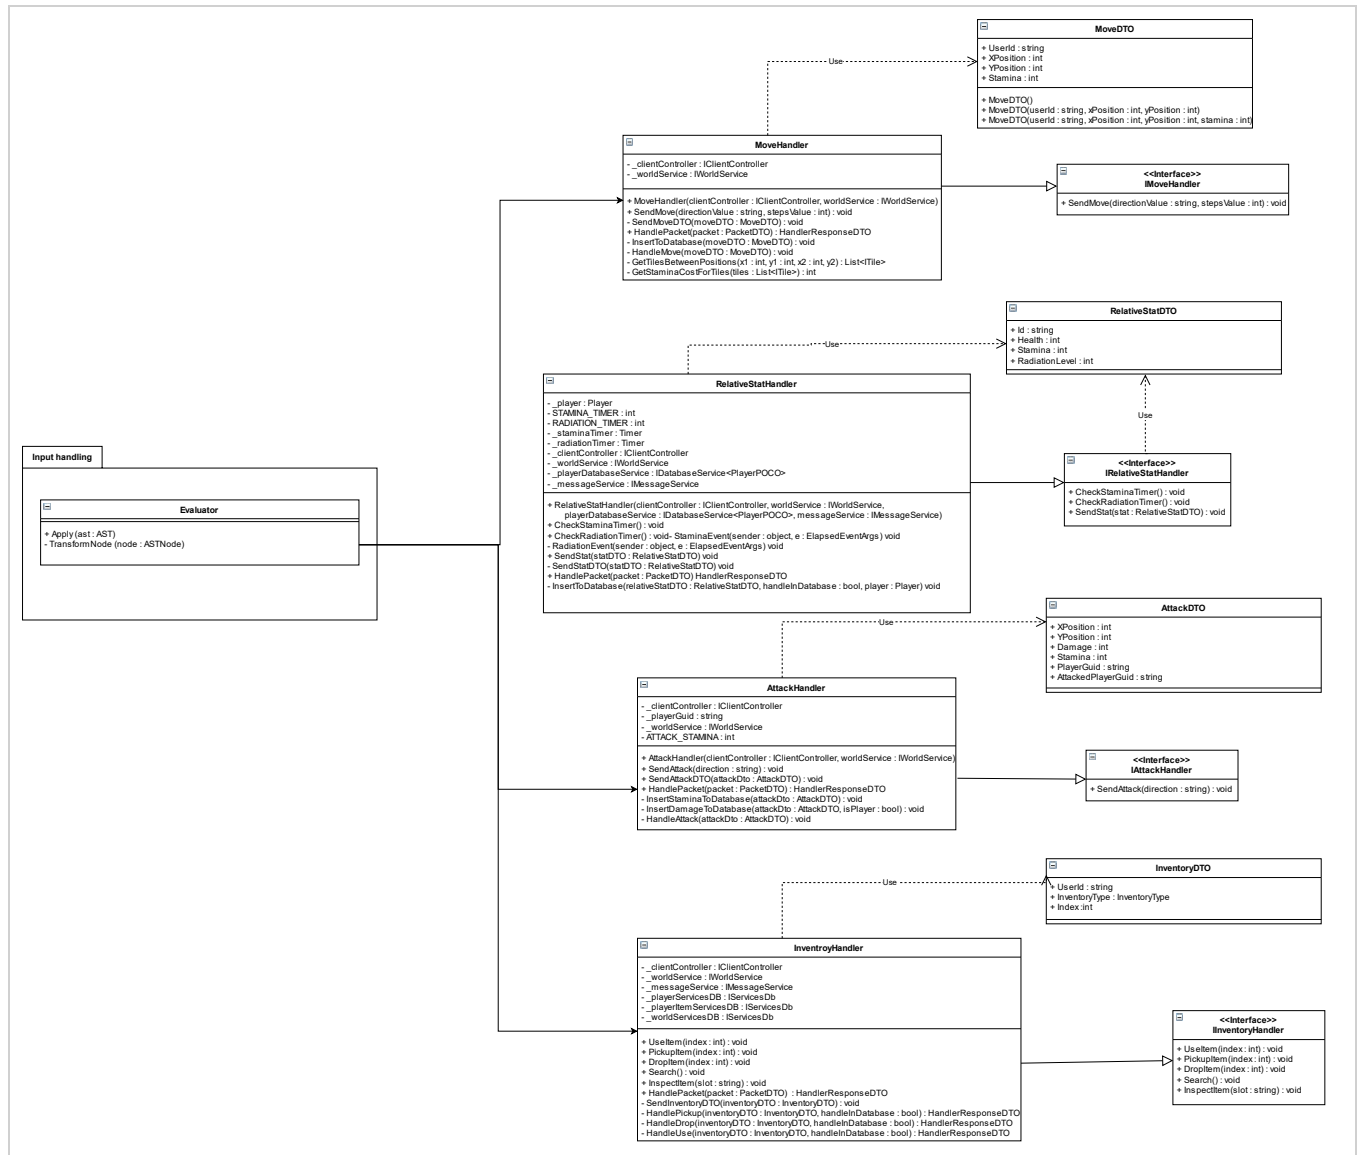 MoveDTO
+ UserId : string
+ XPosition : int
+ YPosition : int
+ Stamina : int
+ MoveDTO()
+ MoveDTO(userId : string, xPosition : int, yPosition : int)
+ MoveDTO(userId : string, xPosition : int, yPosition : int, stamina : int)
Use
MoveHandler
- _clientController : IClientController
- _worldService : IWorldService
+ MoveHandler(clientController : IClientController, worldService : IWorldService)
+ SendMove(directionValue : string, stepsValue : int) : void
- SendMoveDTO(moveDTO : MoveDTO) : void
+ HandlePacket(packet : PacketDTO) : HandlerResponseDTO
- InsertToDatabase(moveDTO : MoveDTO) : void
- HandleMove(moveDTO : MoveDTO) : void
- GetTilesBetweenPositions(x1 : int, y1 : int, x2 : int, y2) : List<ITile>
- GetStaminaCostForTiles(tiles : List<ITile>) : int
<<Interface>>
IMoveHandler
+ SendMove(directionValue : string, stepsValue : int) : void
RelativeStatDTO
+ Id : string
+ Health : int
+ Stamina : int
+ RadiationLevel : int
Use
RelativeStatHandler
- _player : Player
- STAMINA_TIMER : int
- RADIATION_TIMER : int
- _staminaTimer : Timer
- _radiationTimer : Timer
- _clientController : IClientController
- _worldService : IWorldService
- _playerDatabaseService : IDatabaseService<PlayerPOCO>
- _messageService : IMessageService
+ RelativeStatHandler(clientController : IClientController, worldService : IWorldService,
playerDatabaseService : IDatabaseService<PlayerPOCO>, messageService : IMessageService)
+ CheckStaminaTimer() : void
+ CheckRadiationTimer() : void- StaminaEvent(sender : object, e : ElapsedEventArgs) void
- RadiationEvent(sender : object, e : ElapsedEventArgs) void
+ SendStat(statDTO : RelativeStatDTO) void
- SendStatDTO(statDTO : RelativeStatDTO) void
+ HandlePacket(packet : PacketDTO) HandlerResponseDTO
- InsertToDatabase(relativeStatDTO : RelativeStatDTO, handleInDatabase : bool, player : Player) void
Use
<<Interface>>
IRelativeStatHandler
+ CheckStaminaTimer() : void
+ CheckRadiationTimer() : void
+ SendStat(stat : RelativeStatDTO) : void
Input handling
Evaluator
+ Apply (ast : AST)
- TransformNode (node : ASTNode)
AttackDTO
+ XPosition : int
+ YPosition : int
+ Damage : int
+ Stamina : int
+ PlayerGuid : string
+ AttackedPlayerGuid : string
Use
AttackHandler
- _clientController : IClientController
- _playerGuid : string
- _worldService : IWorldService
- ATTACK_STAMINA : int
+ AttackHandler(clientController : IClientController, worldService : IWorldService)
+ SendAttack(direction : string) : void
+ SendAttackDTO(attackDto : AttackDTO) : void
+ HandlePacket(packet : PacketDTO) : HandlerResponseDTO
- InsertStaminaToDatabase(attackDto : AttackDTO) : void
- InsertDamageToDatabase(attackDto : AttackDTO, isPlayer : bool) : void
- HandleAttack(attackDto : AttackDTO) : void
<<Interface>>
IAttackHandler
+ SendAttack(direction : string) : void
InventoryDTO
+ UserId : string
+ InventoryType : InventoryType
+ Index :int
Use
InventroyHandler
- _clientController : IClientController
- _worldService : IWorldService
- _messageService : IMessageService
- _playerServicesDB : IServicesDb
- _playerItemServicesDB : IServicesDb
- _worldServicesDB : IServicesDb
+ UseItem(index : int) : void
+ PickupItem(index : int) : void
+ DropItem(index : int) : void
+ Search() : void
+ InspectItem(slot : string) : void
+ HandlePacket(packet : PacketDTO) : HandlerResponseDTO
- SendInventoryDTO(inventoryDTO : InventoryDTO) : void
- HandlePickup(inventoryDTO : InventoryDTO, handleInDatabase : bool) : HandlerResponseDTO
- HandleDrop(inventoryDTO : InventoryDTO, handleInDatabase : bool) : HandlerResponseDTO
- HandleUse(inventoryDTO : InventoryDTO, handleInDatabase : bool) : HandlerResponseDTO
<<Interface>>
IInventoryHandler
+ UseItem(index : int) : void
+ PickupItem(index : int) : void
+ DropItem(index : int) : void
+ Search() : void
+ InspectItem(slot : string) : void